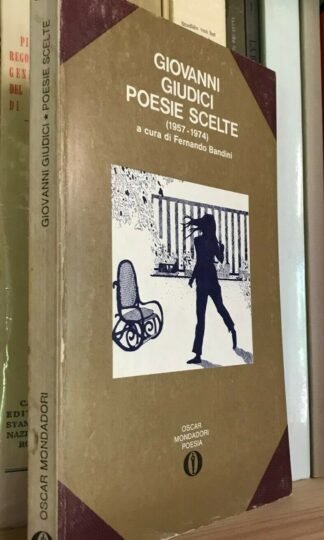 GIOVANNI
GIUDICI
POESIE SCELTE
(1957-1974)
a cura di Fernando Bandini
OSCAR
MONDADORI
POESIA
GIOVANNI GIUDICI ★ POESIE SCELTE
OSCAR MONDADORI